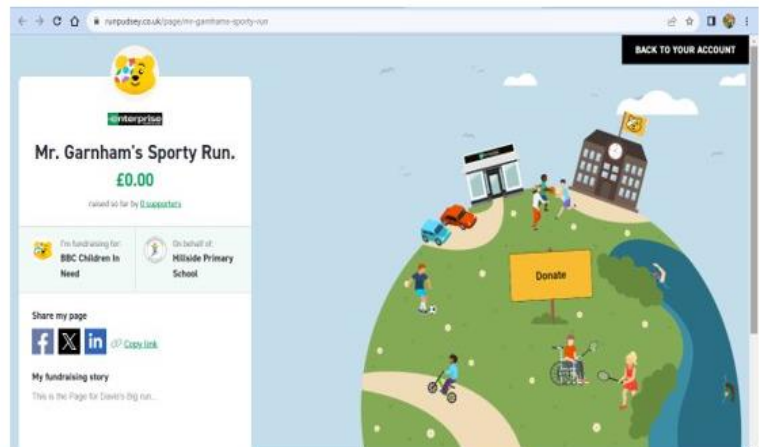 runpudsey.co.uk/page/mr-garnhams-sporty-run
BACK TO YOUR ACCOUNT
enterprise
Mr. Garnham's Sporty Run.
£0.00
raised so far by 0 supporters
I'm fundraising for:
BBC Children In
Need
On behalf of:
Hillside Primary
School
Share my page
Copy link
My fundraising story
This is the Page for David's Big run...
Donate